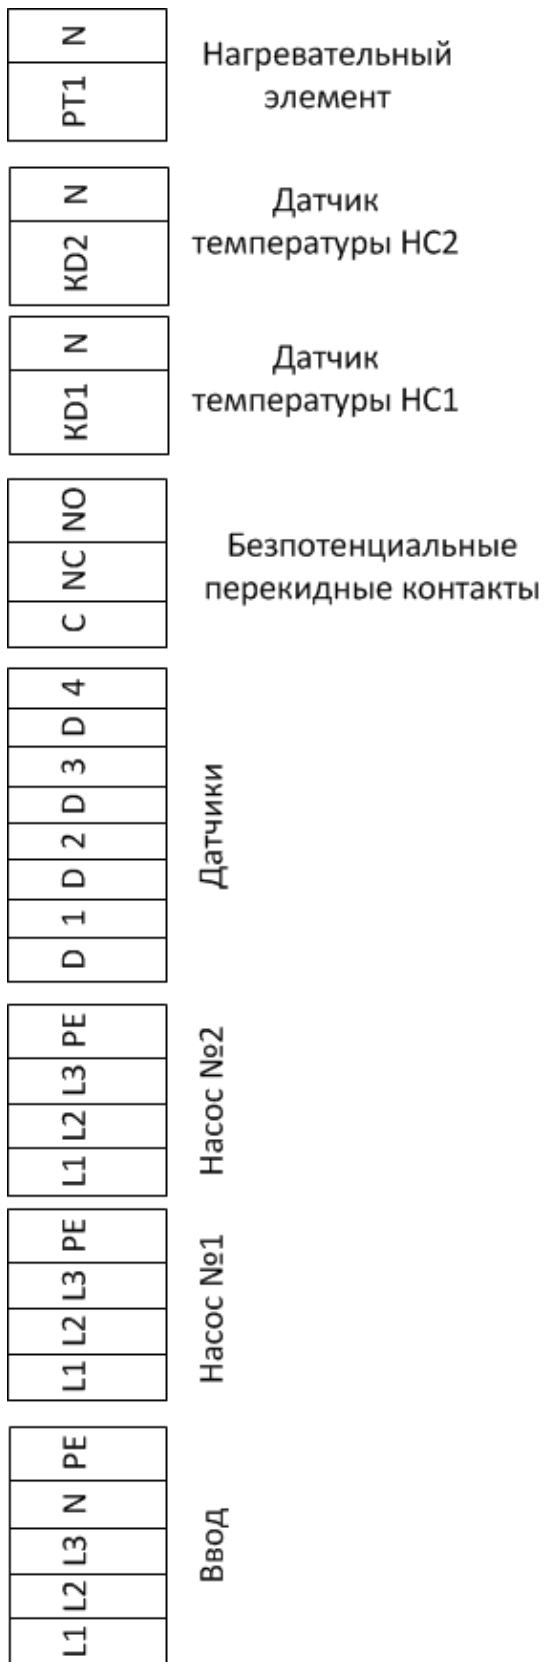 N
PT1
Нагревательный
элемент
N
KD2
Датчик
температуры НС2
N
KD1
Датчик
температуры НС1
NO
NC
C
Безпотенциальные
перекидные контакты
4
D
3
D
2
D
1
D
Датчики
PE
L3
L2
L1
Насос №2
PE
L3
L2
L1
Насос №1
PE
N
L3
L2
L1
Ввод